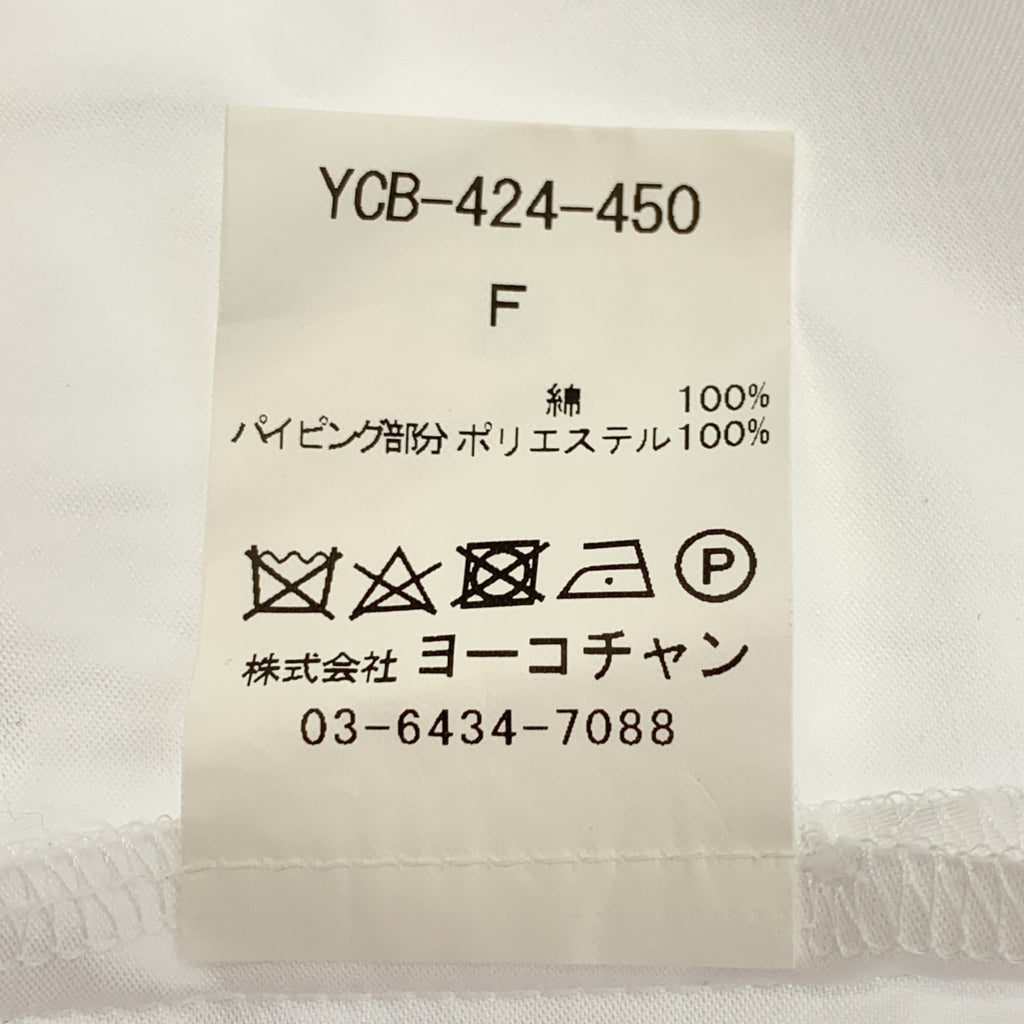 YCB-424-450
F
綿 100%
パイピング部分 ポリエステル100%
P
株式会社 ヨーコチャン
03-6434-7088